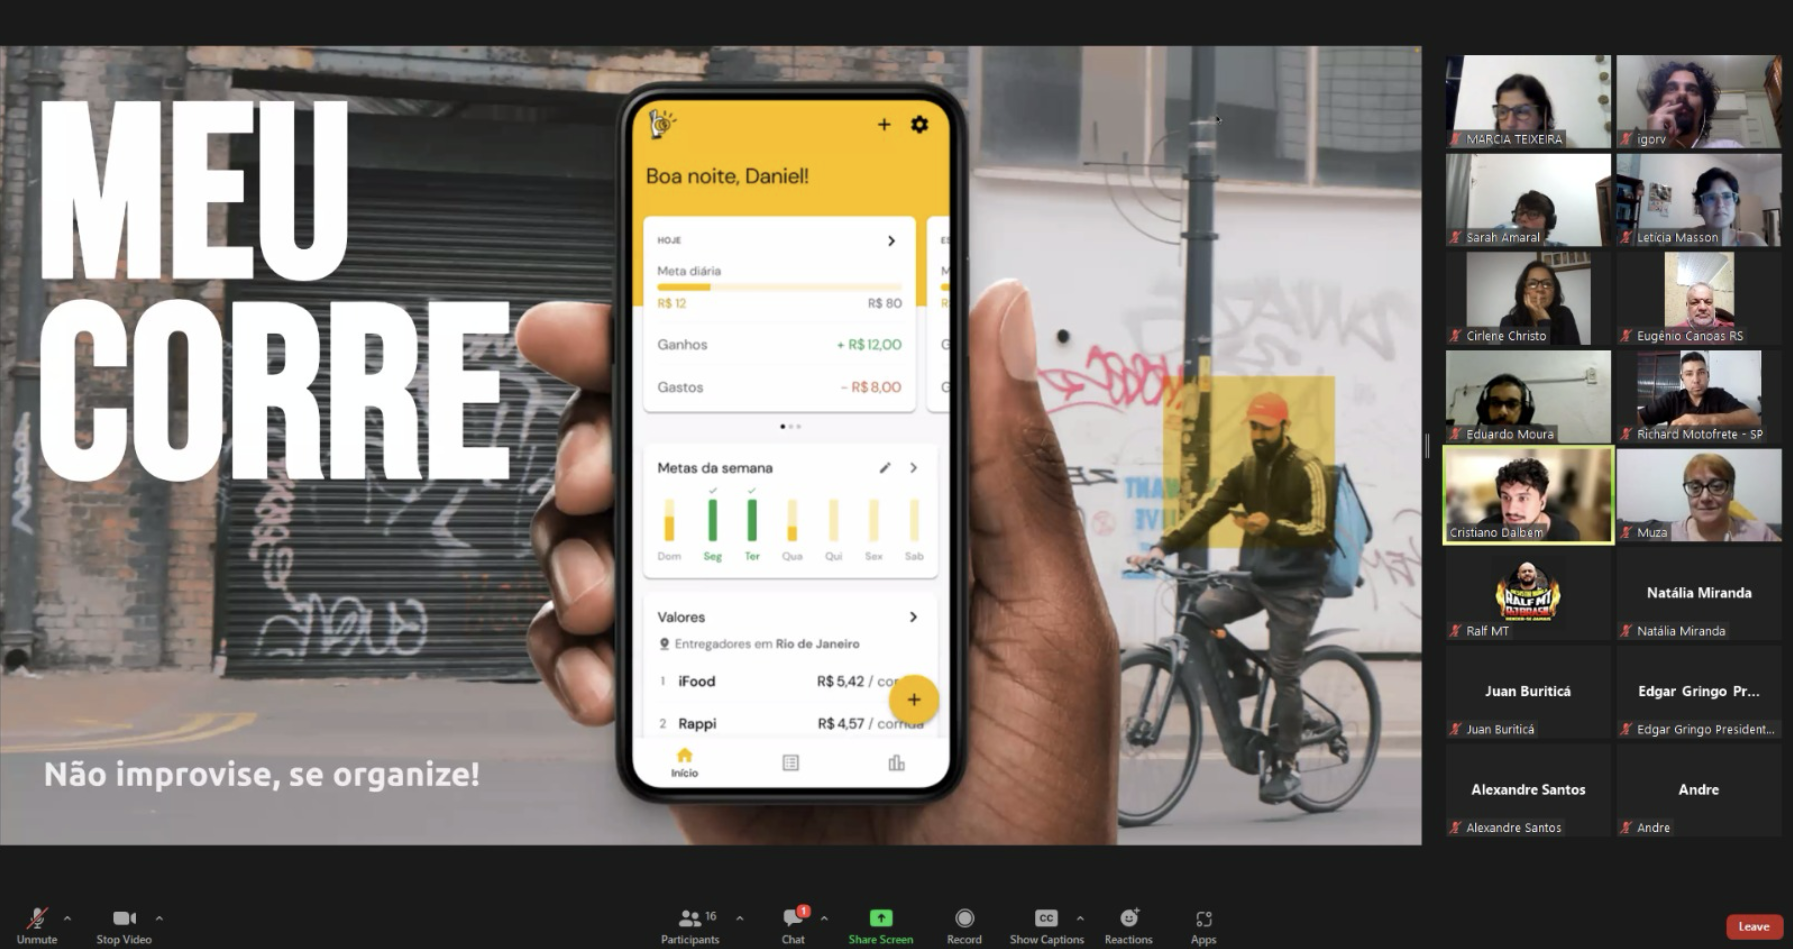 MEU
CORRE
Não improvise, se organize!
Boa noite, Daniel!
HOJE
Meta diária
R$ 12 R$ 80
Ganhos + R$ 12,00
Gastos - R$ 8,00
Metas da semana
Dom Seg Ter Qua Qui Sex Sab
Valores
Entregadores em Rio de Janeiro
1 iFood R$ 5,42 / cor
2 Rappi R$ 4,57 / corrida
Início
MARCIA TEIXEIRA
igorv
Sarah Amaral
Letícia Masson
Cirlene Christo
Eugênio Canoas RS
Eduardo Moura
Richard Motofrete - SP
Cristiano Dalbem
Muza
RALF MT
Ralf MT
Natália Miranda
Natália Miranda
Juan Buriticá
Juan Buriticá
Edgar Gringo Pr...
Edgar Gringo President...
Alexandre Santos
Alexandre Santos
Andre
Andre
Unmute
Stop Video
16
Participants
1
Chat
Share Screen
Record
CC
Show Captions
Reactions
Apps
Leave